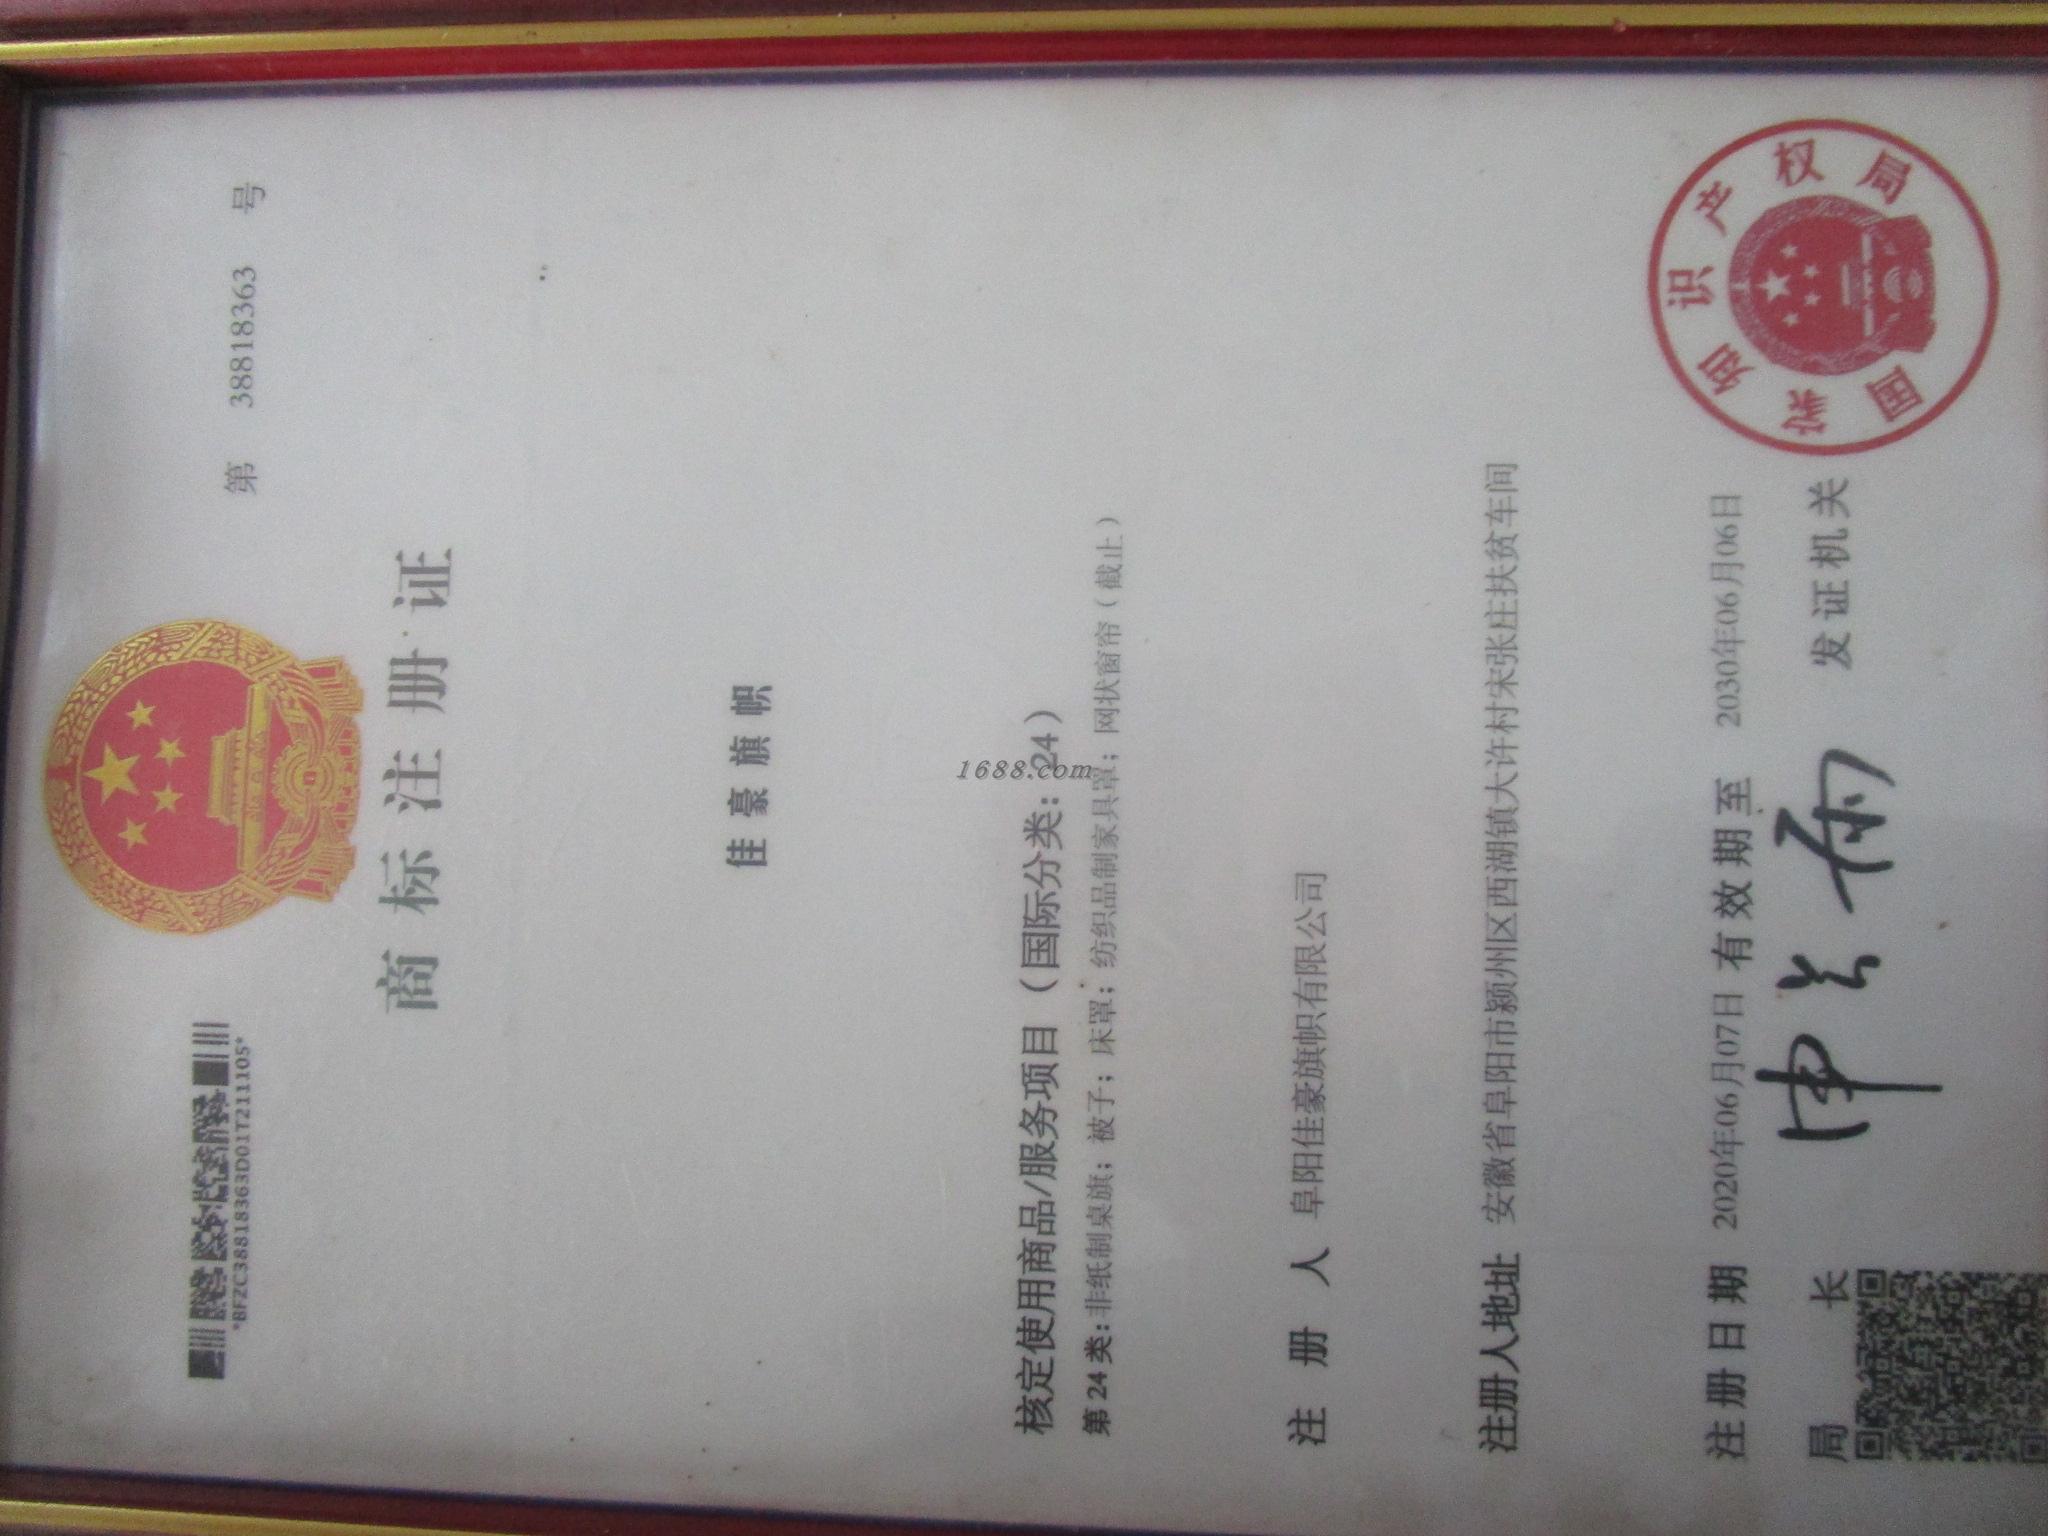 *BFZC38818363D01T211105*
第 38818363 号
商标注册证
佳豪旗帜
核定使用商品/服务项目（国际分类：24）
1688.com
第24类：非纸制桌旗；被子；床罩；纺织品制家具罩；网状窗帘（截止）
注册人 阜阳佳豪旗帜有限公司
注册人地址 安徽省阜阳市颍州区西湖镇大许村宋张庄扶贫车间
注册日期 2020年06月07日 有效期至 2030年06月06日
局长 申长雨 发证机关
国家知识产权局